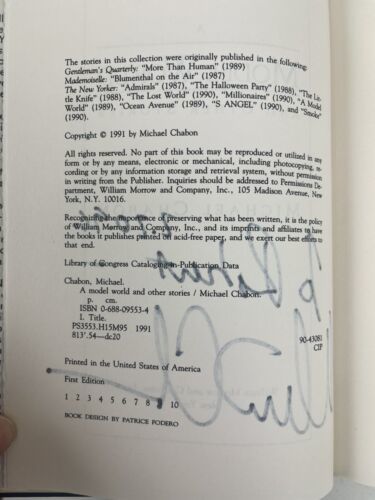 The stories in this collection were originally published in the following:
Gentleman's Quarterly: "More Than Human" (1989)
Mademoiselle: "Blumenthal on the Air" (1987)
The New Yorker: "Admirals" (1987), "The Halloween Party" (1988), "The Lit-
tle Knife" (1988), "The Lost World" (1990), "Millionaires" (1990), "A Model
World" (1989), "Ocean Avenue" (1989), "S ANGEL" (1990), and "Smoke"
(1990).
Copyright © 1991 by Michael Chabon
All rights reserved. No part of this book may be reproduced or utilized in any
form or by any means, electronic or mechanical, including photocopying, re-
cording or by any information storage and retrieval system, without permission
in writing from the Publisher. Inquiries should be addressed to Permissions De-
partment, William Morrow and Company, Inc., 105 Madison Avenue, New
York, N.Y. 10016.
Recognizing the importance of preserving what has been written, it is the policy
of William Morrow and Company, Inc., and its imprints and affiliates to have
the books it publishes printed on acid-free paper, and we exert our best efforts to
that end.
Library of Congress Cataloging-in-Publication Data
Chabon, Michael.
A model world and other stories / Michael Chabon.
p. cm.
ISBN 0-688-09553-4
I. Title.
PS3553.H15M95 1991
813'.54—dc20 90-43081
CIP
Printed in the United States of America
First Edition
1 2 3 4 5 6 7 8 9 10
BOOK DESIGN BY PATRICE FODERO